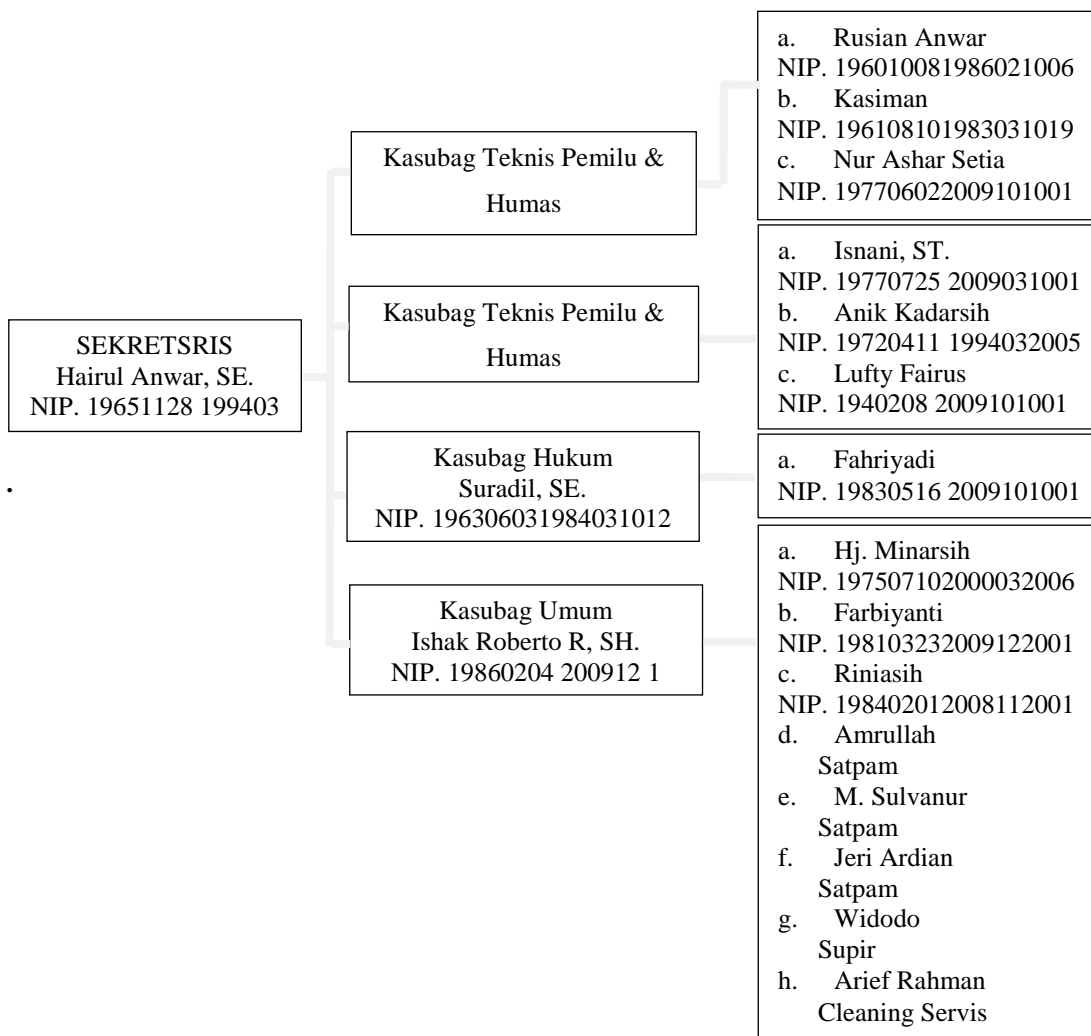 SEKRETSRIS
Hairul Anwar, SE.
NIP. 19651128 199403
.
Kasubag Teknis Pemilu &
Humas
Kasubag Teknis Pemilu &
Humas
Kasubag Hukum
Suradil, SE.
NIP. 196306031984031012
Kasubag Umum
Ishak Roberto R, SH.
NIP. 19860204 200912 1
a. Rusian Anwar
NIP. 196010081986021006
b. Kasiman
NIP. 196108101983031019
c. Nur Ashar Setia
NIP. 197706022009101001
a. Isnani, ST.
NIP. 19770725 2009031001
b. Anik Kadarsih
NIP. 19720411 1994032005
c. Lufty Fairus
NIP. 1940208 2009101001
a. Fahriyadi
NIP. 19830516 2009101001
a. Hj. Minarsih
NIP. 197507102000032006
b. Farbiyanti
NIP. 198103232009122001
c. Riniasih
NIP. 198402012008112001
d. Amrullah
Satpam
e. M. Sulvanur
Satpam
f. Jeri Ardian
Satpam
g. Widodo
Supir
h. Arief Rahman
Cleaning Servis